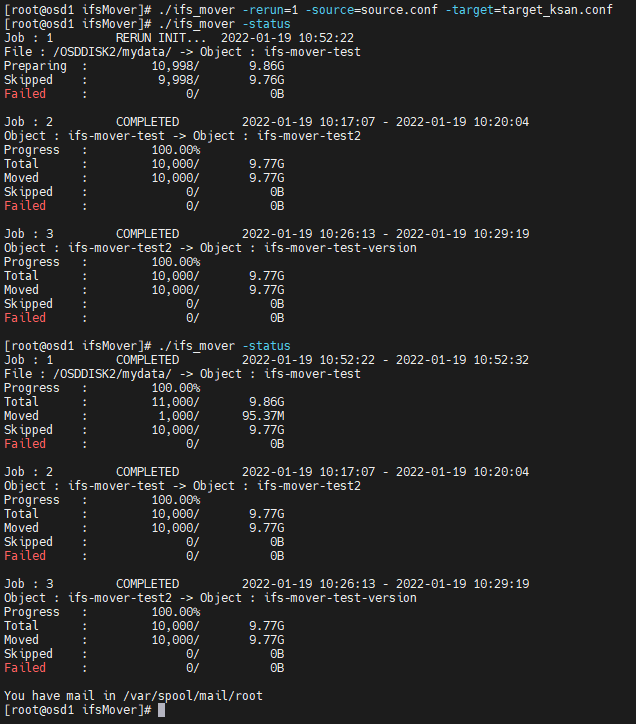 [root@osd1 ifsMover]# ./ifs_mover -rerun=1 -source=source.conf -target=target_ksan.conf
[root@osd1 ifsMover]# ./ifs_mover -status
Job : 1         RERUN INIT...  2022-01-19 10:52:22
File : /OSDDISK2/mydata/ -> Object : ifs-mover-test
Preparing  :         10,998/       9.86G
Skipped    :          9,998/       9.76G
Failed     :              0/          0B

Job : 2         COMPLETED         2022-01-19 10:17:07 - 2022-01-19 10:20:04
Object : ifs-mover-test -> Object : ifs-mover-test2
Progress   :         100.00%
Total      :         10,000/       9.77G
Moved      :         10,000/       9.77G
Skipped    :              0/          0B
Failed     :              0/          0B

Job : 3         COMPLETED         2022-01-19 10:26:13 - 2022-01-19 10:29:19
Object : ifs-mover-test2 -> Object : ifs-mover-test-version
Progress   :         100.00%
Total      :         10,000/       9.77G
Moved      :         10,000/       9.77G
Skipped    :              0/          0B
Failed     :              0/          0B

[root@osd1 ifsMover]# ./ifs_mover -status
Job : 1         COMPLETED         2022-01-19 10:52:22 - 2022-01-19 10:52:32
File : /OSDDISK2/mydata/ -> Object : ifs-mover-test
Progress   :         100.00%
Total      :         11,000/       9.86G
Moved      :          1,000/      95.37M
Skipped    :         10,000/       9.77G
Failed     :              0/          0B

Job : 2         COMPLETED         2022-01-19 10:17:07 - 2022-01-19 10:20:04
Object : ifs-mover-test -> Object : ifs-mover-test2
Progress   :         100.00%
Total      :         10,000/       9.77G
Moved      :         10,000/       9.77G
Skipped    :              0/          0B
Failed     :              0/          0B

Job : 3         COMPLETED         2022-01-19 10:26:13 - 2022-01-19 10:29:19
Object : ifs-mover-test2 -> Object : ifs-mover-test-version
Progress   :         100.00%
Total      :         10,000/       9.77G
Moved      :         10,000/       9.77G
Skipped    :              0/          0B
Failed     :              0/          0B

You have mail in /var/spool/mail/root
[root@osd1 ifsMover]#